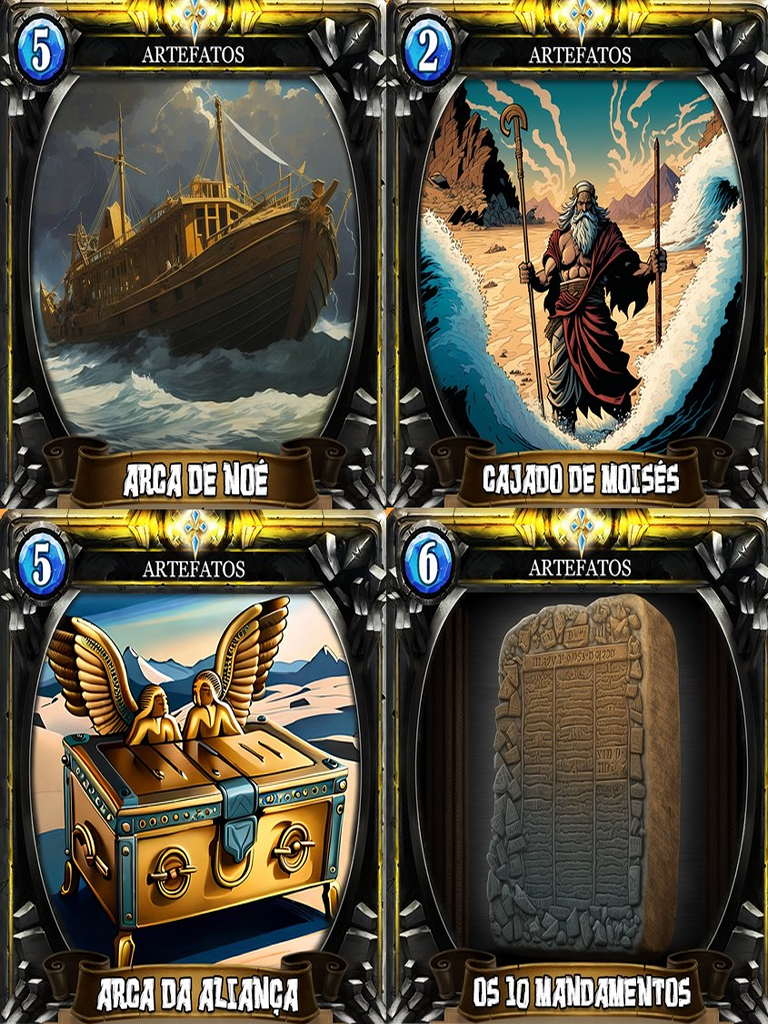 5
ARTEFATOS
ARCA DE NOÉ
2
ARTEFATOS
CAJADO DE MOISÉS
5
ARTEFATOS
ARCA DA ALIANÇA
6
ARTEFATOS
OS 10 MANDAMENTOS